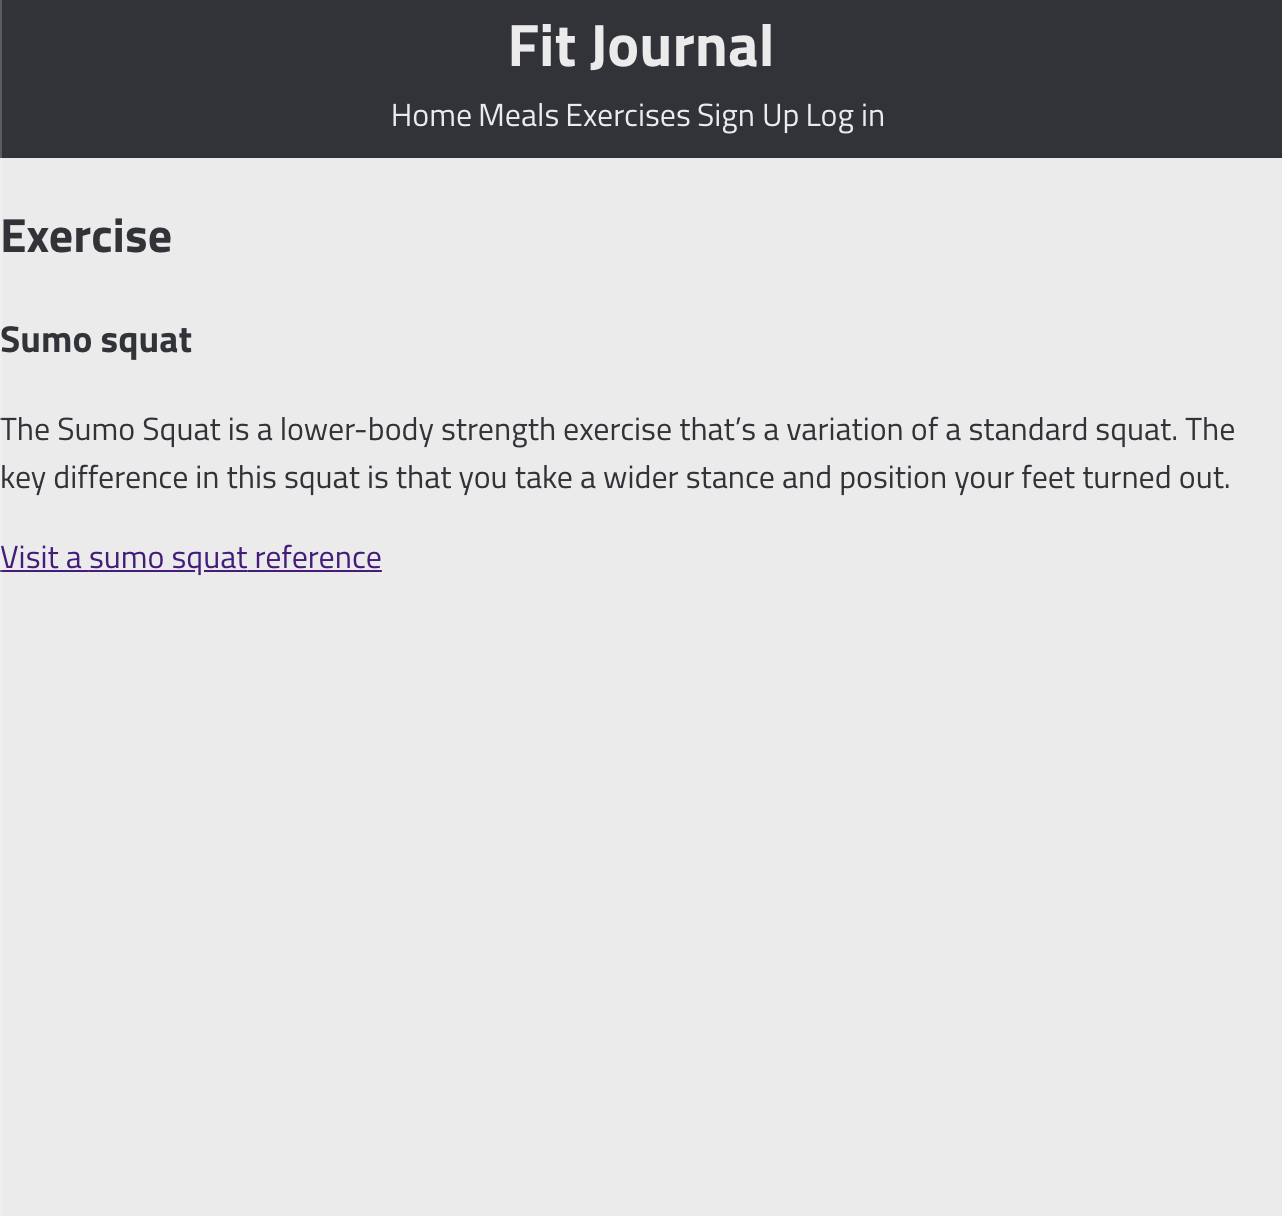 Fit Journal
Home Meals Exercises Sign Up Log in
Exercise
Sumo squat
The Sumo Squat is a lower-body strength exercise that’s a variation of a standard squat. The
key difference in this squat is that you take a wider stance and position your feet turned out.
Visit a sumo squat reference